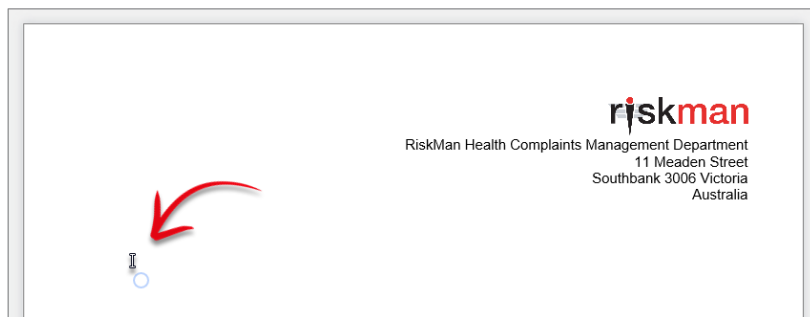 riskman
RiskMan Health Complaints Management Department
11 Meaden Street
Southbank 3006 Victoria
Australia